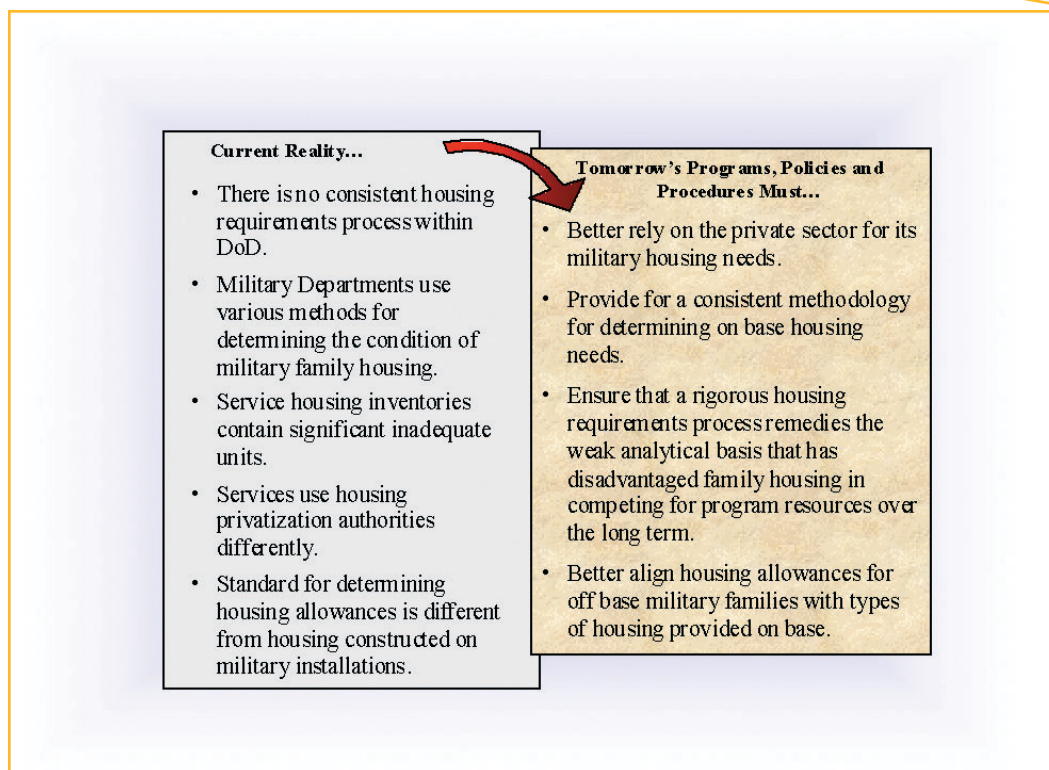 Current Reality…
• There is no consistent housing
requirements process within
DoD.
• Military Departments use
various methods for
determining the condition of
military family housing.
• Service housing inventories
contain significant inadequate
units.
• Services use housing
privatization authorities
differently.
• Standard for determining
housing allowances is different
from housing constructed on
military installations.
Tomorrow's Programs, Policies and
Procedures Must…
• Better rely on the private sector for its
military housing needs.
• Provide for a consistent methodology
for determining on base housing
needs.
• Ensure that a rigorous housing
requirements process remedies the
weak analytical basis that has
disadvantaged family housing in
competing for program resources over
the long term.
• Better align housing allowances for
off base military families with types
of housing provided on base.